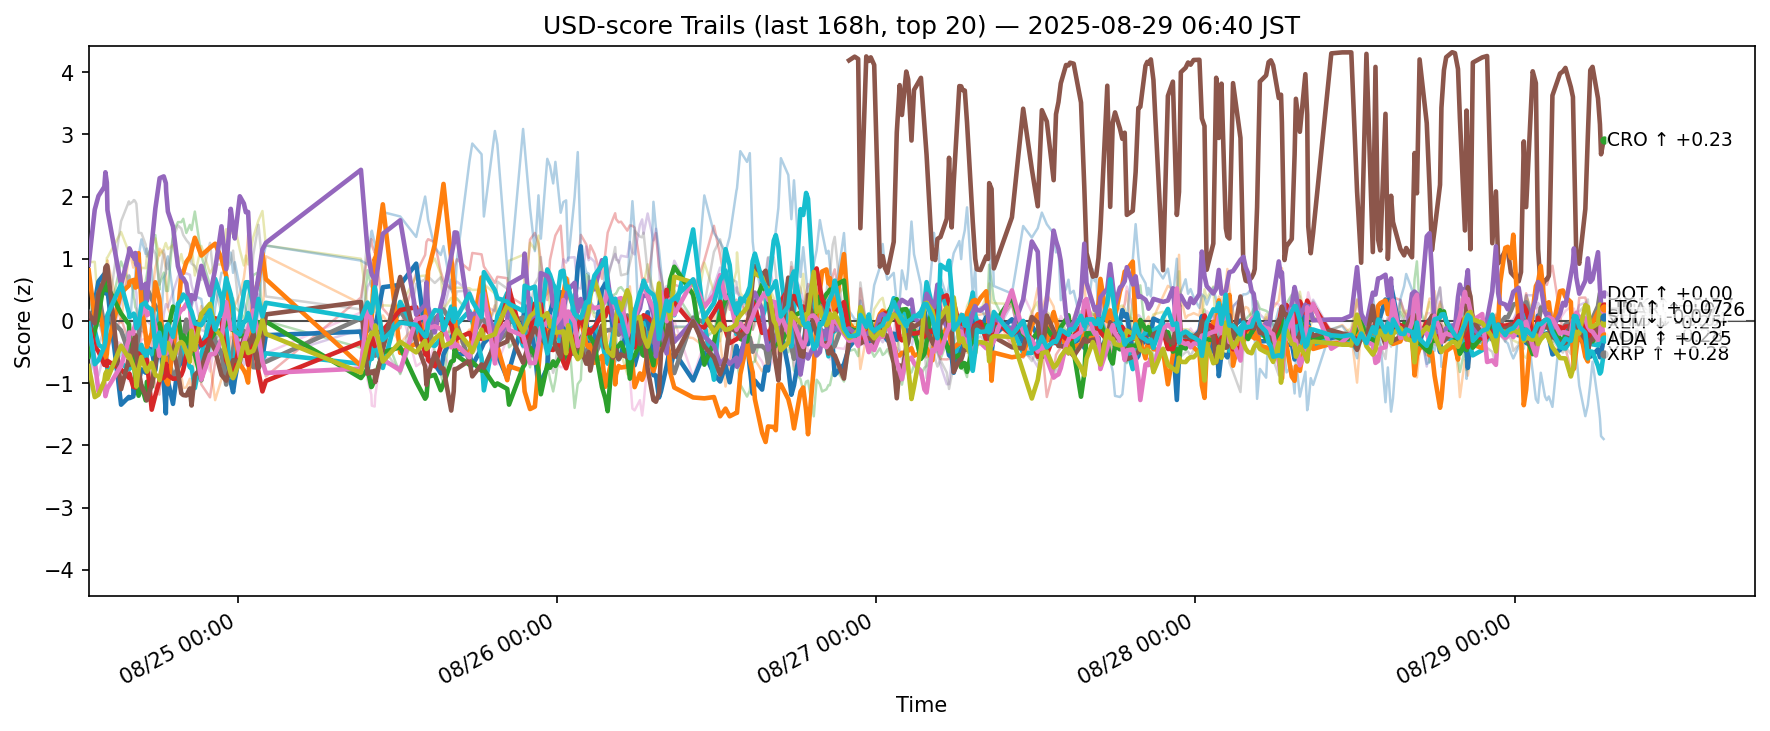 USD-score Trails (last 168h, top 20) — 2025-08-29 06:40 JST
Score (z)
4
3
2
1
0
−1
−2
−3
−4
CRO ↑ +0.23
DOT ↑ +0.00
LTC ↑
ADA ↑ +0.25
XRP ↑ +0.28
08/25 00:00
08/26 00:00
08/27 00:00
08/28 00:00
08/29 00:00
Time